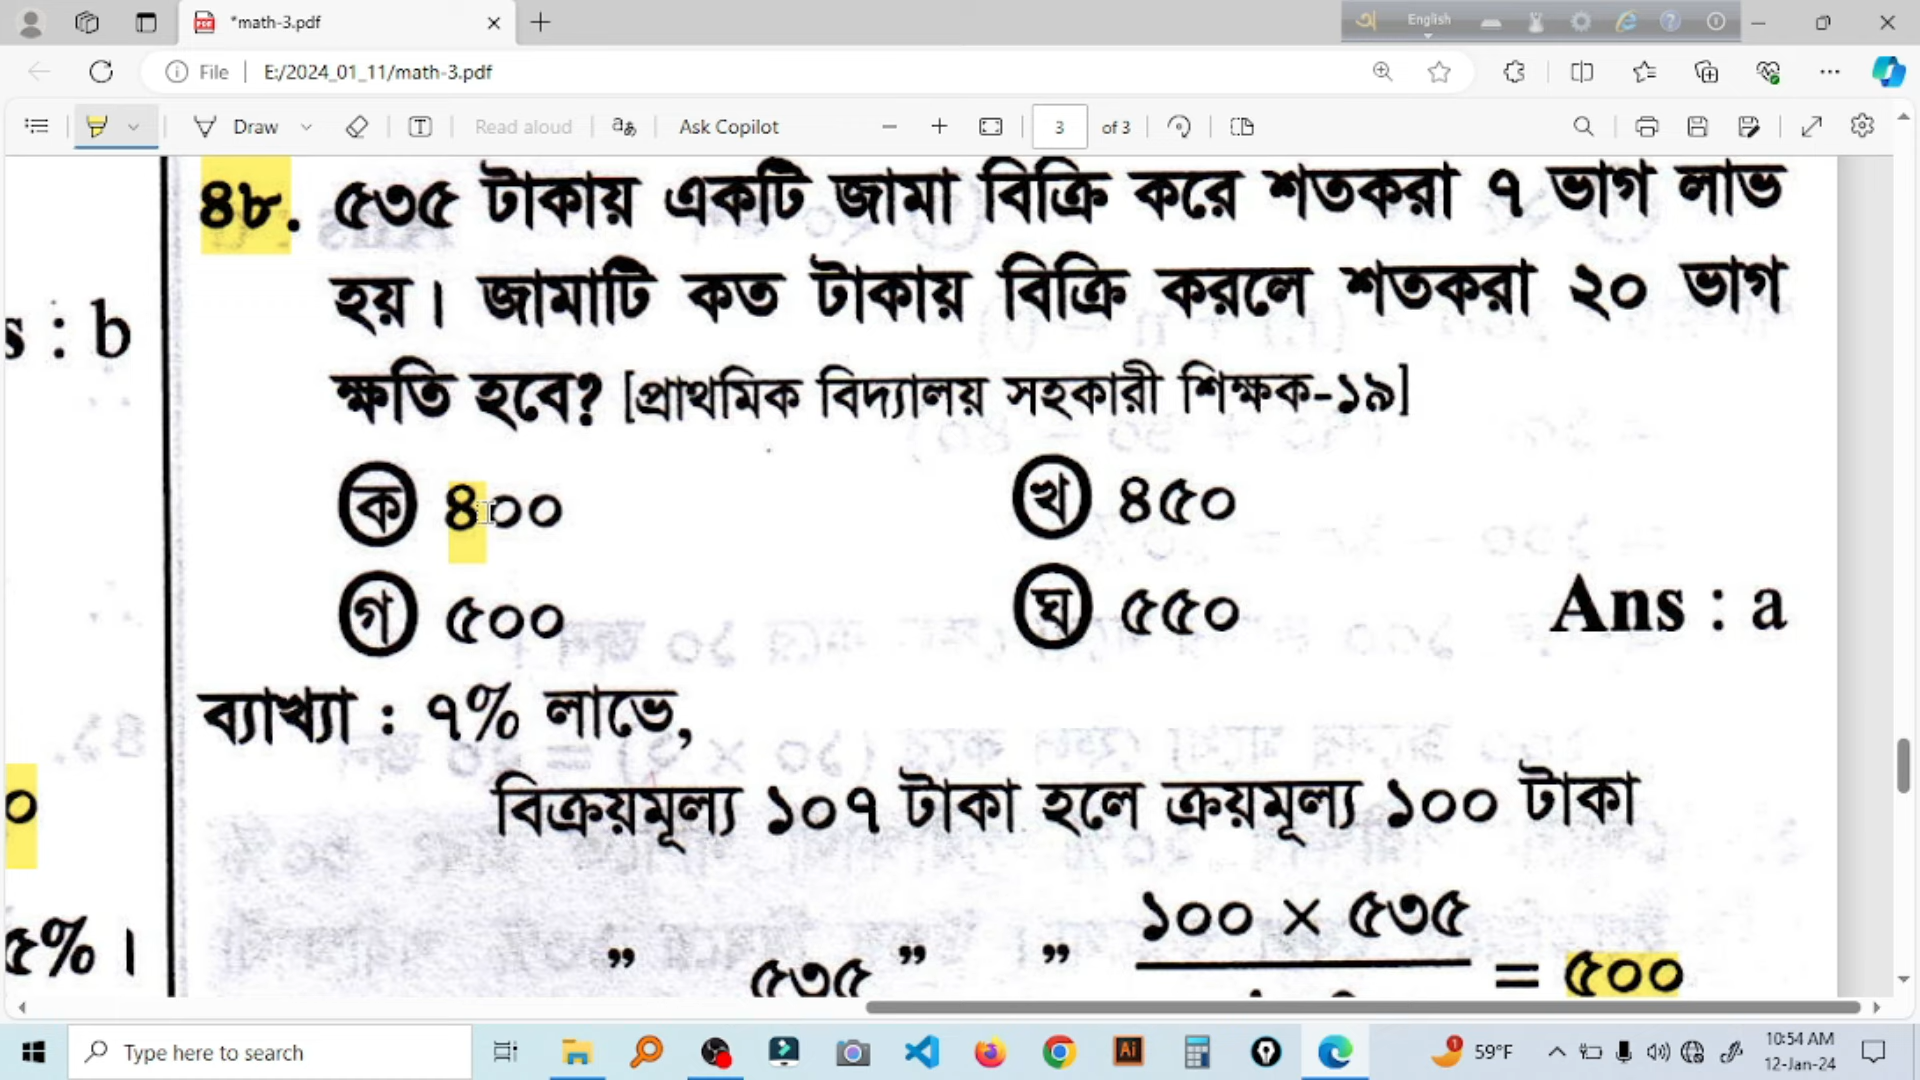 *math-3.pdf
English
File
E:/2024_01_11/math-3.pdf
Draw
Read aloud
Ask Copilot
3
of 3
৪৮. ৫৩৫ টাকায় একটি জামা বিক্রি করে শতকরা ৭ ভাগ লাভ
হয়। জামাটি কত টাকায় বিক্রি করলে শতকরা ২০ ভাগ
s : b
ক্ষতি হবে? [প্রাথমিক বিদ্যালয় সহকারী শিক্ষক-১৯]
ক ৪০০
খ ৪৫০
গ ৫০০
ঘ ৫৫০
Ans : a
ব্যাখ্যা : ৭% লাভে,
বিক্রয়মূল্য ১০৭ টাকা হলে ক্রয়মূল্য ১০০ টাকা
০
৫% ।
" ৫৩৫ " " ১০০ × ৫৩৫
= ৫০০
Type here to search
59°F
10:54 AM
12-Jan-24